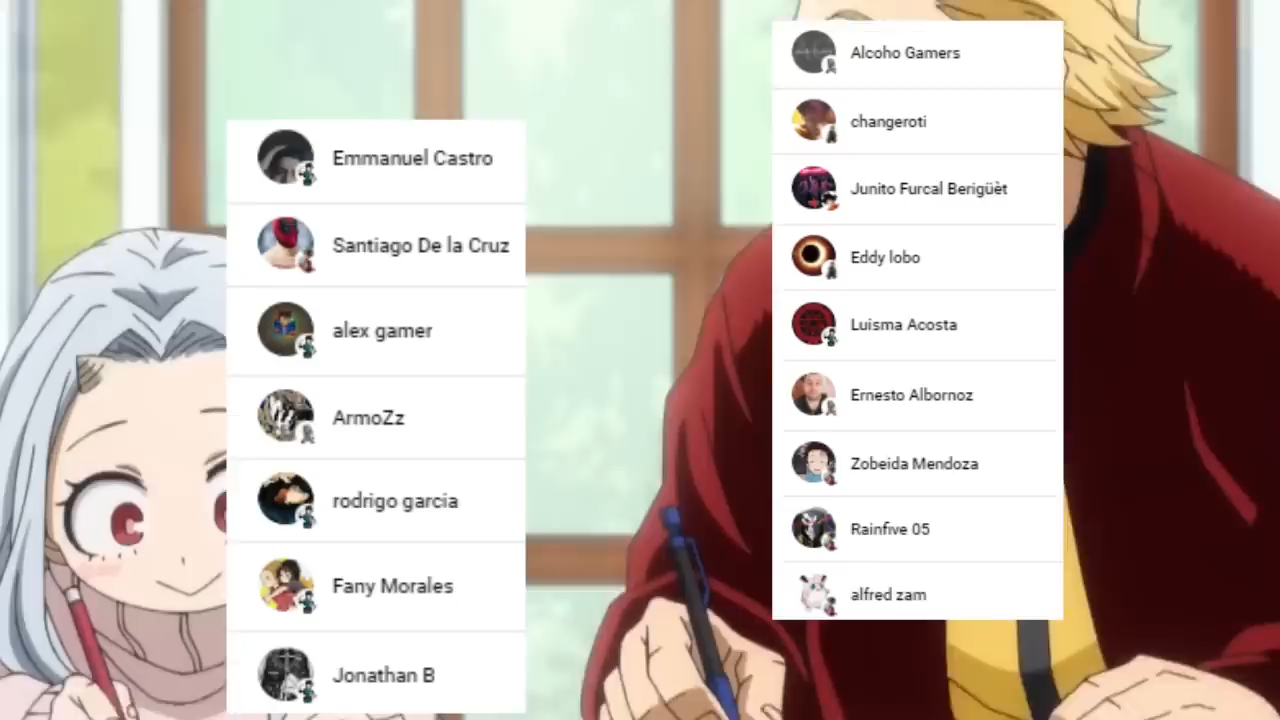 Emmanuel Castro
Santiago De la Cruz
alex gamer
ArmoZz
rodrigo garcia
Fany Morales
Jonathan B
Alcoho Gamers
changeroti
Junito Furcal Berigüèt
Eddy lobo
Luisma Acosta
Ernesto Albornoz
Zobeida Mendoza
Rainfive 05
alfred zam